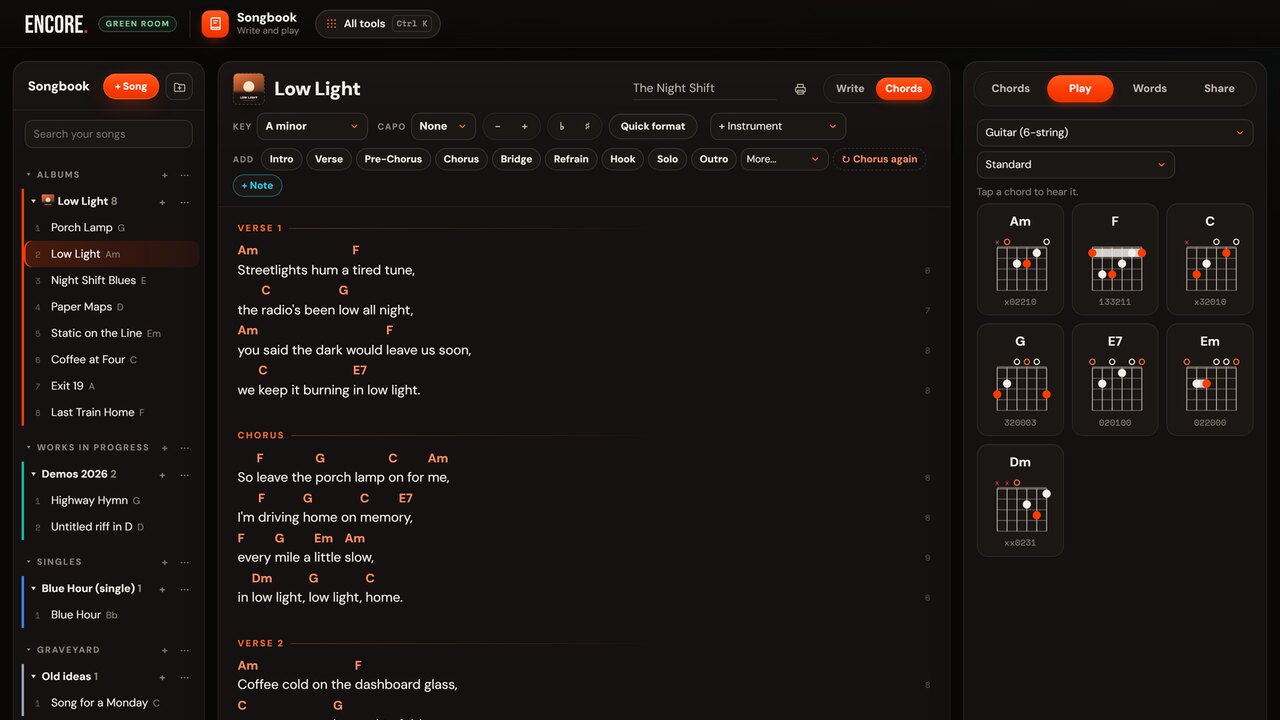 ENCORE. GREEN ROOM Songbook Write and play All tools Ctrl K
Songbook + Song
Search your songs
ALBUMS + ...
Low Light 8 + ...
1 Porch Lamp G
2 Low Light Am
3 Night Shift Blues E
4 Paper Maps D
5 Static on the Line Em
6 Coffee at Four C
7 Exit 19 A
8 Last Train Home F
WORKS IN PROGRESS + ...
Demos 2026 2 + ...
1 Highway Hymn G
2 Untitled riff in D D
SINGLES + ...
Blue Hour (single) 1 + ...
1 Blue Hour Bb
GRAVEYARD + ...
Old ideas 1 + ...
1 Song for a Monday C
Low Light The Night Shift Write Chords
KEY A minor CAPO None − + ♭ ♯ Quick format + Instrument
ADD Intro Verse Pre-Chorus Chorus Bridge Refrain Hook Solo Outro More... ↻ Chorus again
+ Note
VERSE 1
Am F
Streetlights hum a tired tune, 6
C G
the radio's been low all night, 7
Am F
you said the dark would leave us soon, 8
C E7
we keep it burning in low light. 8
CHORUS
F G C Am
So leave the porch lamp on for me, 8
F G C E7
I'm driving home on memory, 8
F G Em Am
every mile a little slow, 9
Dm G C
in low light, low light, home. 6
VERSE 2
Am F
Coffee cold on the dashboard glass, 8
C G
Chords Play Words Share
Guitar (6-string)
Standard
Tap a chord to hear it.
Am F C
x02210 133211 x32010
G E7 Em
320003 020100 022000
Dm
xx0231